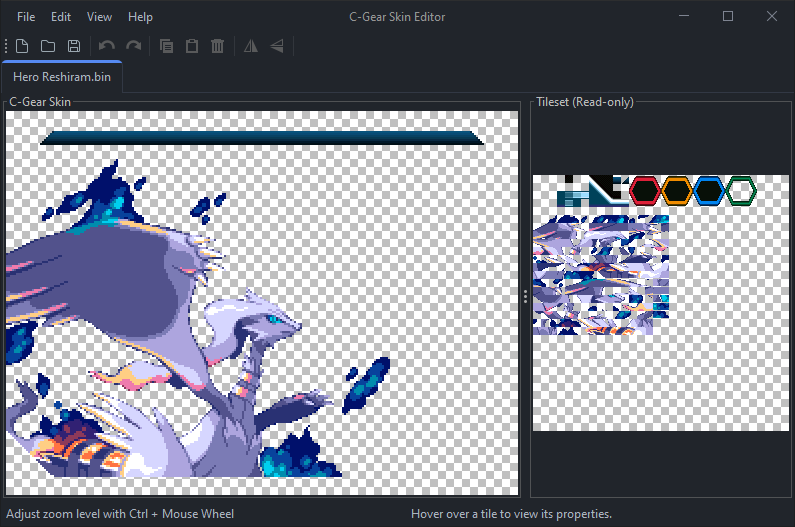 File Edit View Help C-Gear Skin Editor
Hero Reshiram.bin
C-Gear Skin Tileset (Read-only)
Adjust zoom level with Ctrl + Mouse Wheel Hover over a tile to view its properties.